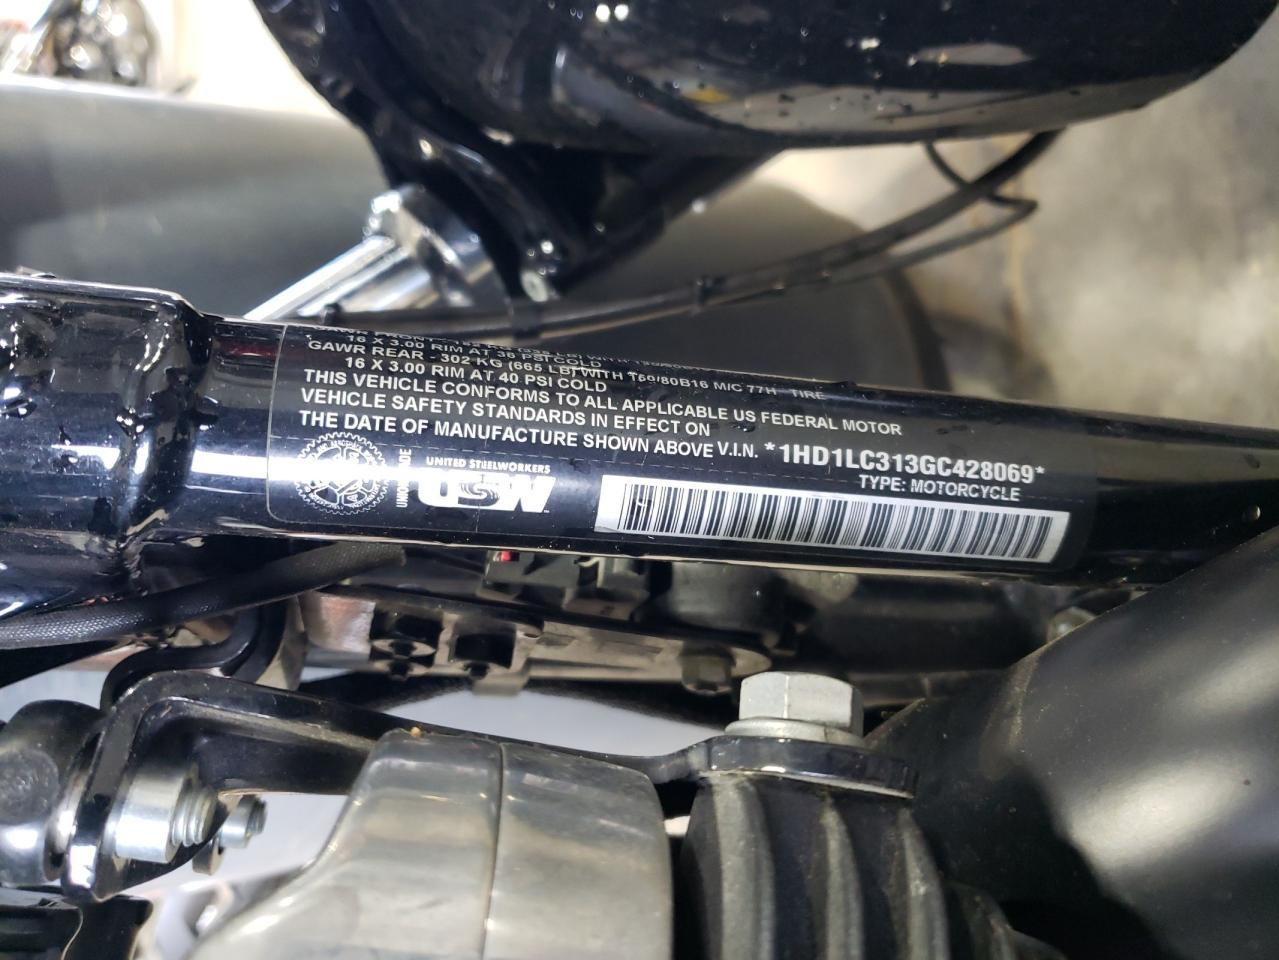 16 X 3.00 RIM AT 36 PSI COLD
GAWR REAR - 302 KG (665 LB) WITH 150/80B16 M/C 77H TIRE
16 X 3.00 RIM AT 40 PSI COLD
THIS VEHICLE CONFORMS TO ALL APPLICABLE US FEDERAL MOTOR
VEHICLE SAFETY STANDARDS IN EFFECT ON
THE DATE OF MANUFACTURE SHOWN ABOVE V.I.N. *1HD1LC313GC428069*
TYPE: MOTORCYCLE
UNION MADE
UNITED STEELWORKERS